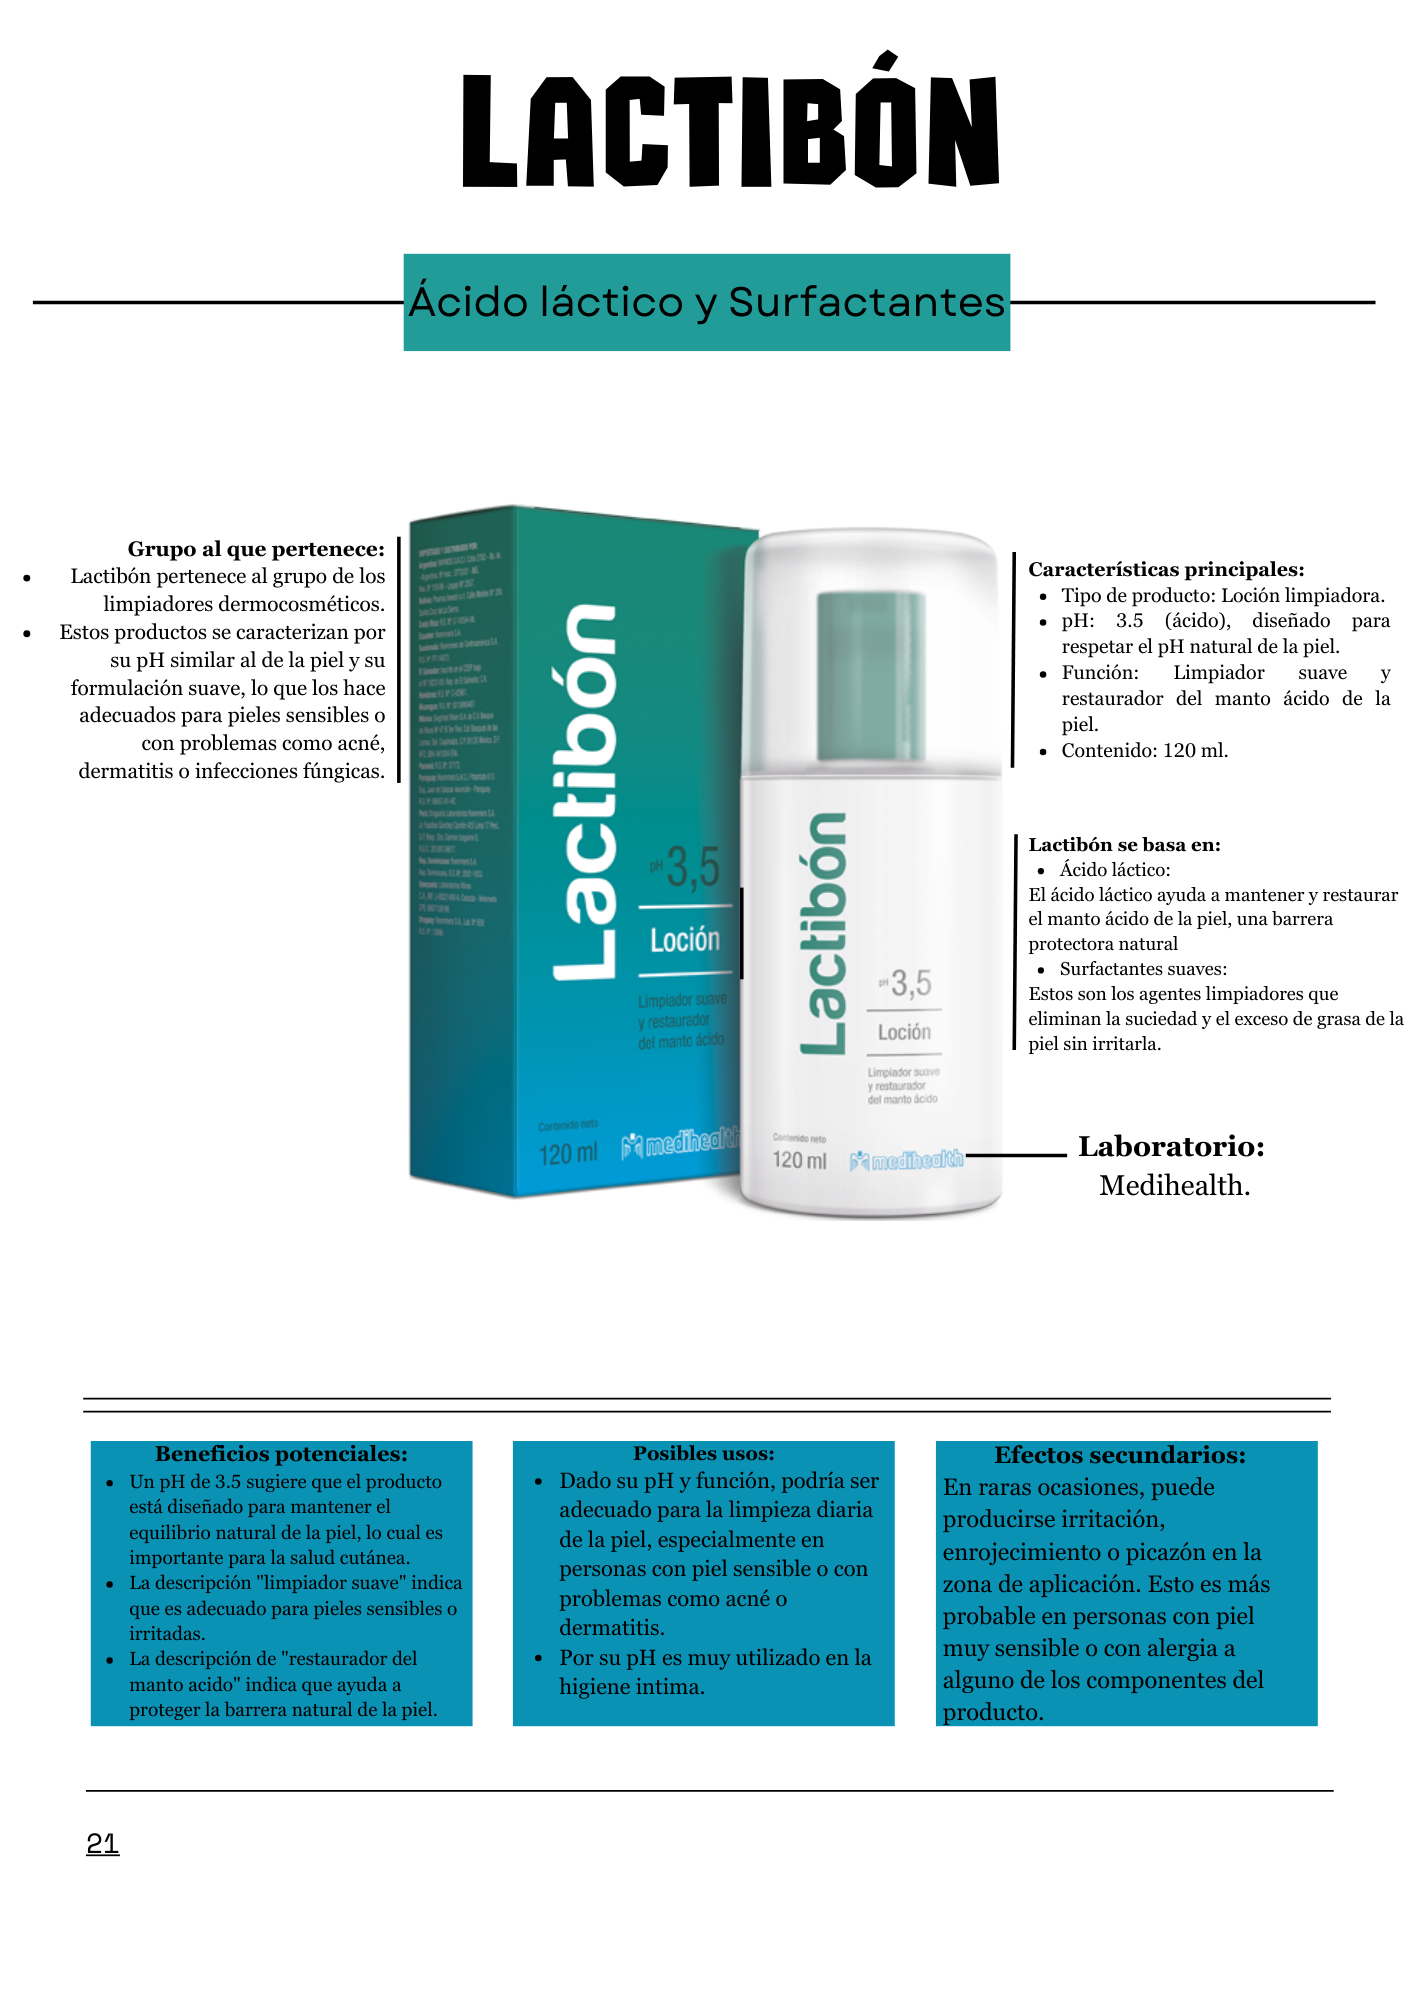 LACTIBÓN
Ácido láctico y Surfactantes
Grupo al que pertenece:
• Lactibón pertenece al grupo de los
limpiadores dermocosméticos.
• Estos productos se caracterizan por
su pH similar al de la piel y su
formulación suave, lo que los hace
adecuados para pieles sensibles o
con problemas como acné,
dermatitis o infecciones fúngicas.
Lactibón
pH 3,5
Loción
Limpiador suave
y restaurador
del manto ácido
Contenido neto
120 ml
medihealth
Lactibón
pH 3,5
Loción
Limpiador suave
y restaurador
del manto ácido
Contenido neto
120 ml
medihealth
Características principales:
• Tipo de producto: Loción limpiadora.
• pH: 3.5 (ácido), diseñado para
respetar el pH natural de la piel.
• Función: Limpiador suave y
restaurador del manto ácido de la
piel.
• Contenido: 120 ml.
Lactibón se basa en:
• Ácido láctico:
El ácido láctico ayuda a mantener y restaurar
el manto ácido de la piel, una barrera
protectora natural
• Surfactantes suaves:
Estos son los agentes limpiadores que
eliminan la suciedad y el exceso de grasa de la
piel sin irritarla.
Laboratorio:
Medihealth.
Beneficios potenciales:
• Un pH de 3.5 sugiere que el producto
está diseñado para mantener el
equilibrio natural de la piel, lo cual es
importante para la salud cutánea.
• La descripción "limpiador suave" indica
que es adecuado para pieles sensibles o
irritadas.
• La descripción de "restaurador del
manto acido" indica que ayuda a
proteger la barrera natural de la piel.
Posibles usos:
• Dado su pH y función, podría ser
adecuado para la limpieza diaria
de la piel, especialmente en
personas con piel sensible o con
problemas como acné o
dermatitis.
• Por su pH es muy utilizado en la
higiene intima.
Efectos secundarios:
En raras ocasiones, puede
producirse irritación,
enrojecimiento o picazón en la
zona de aplicación. Esto es más
probable en personas con piel
muy sensible o con alergia a
alguno de los componentes del
producto.
21